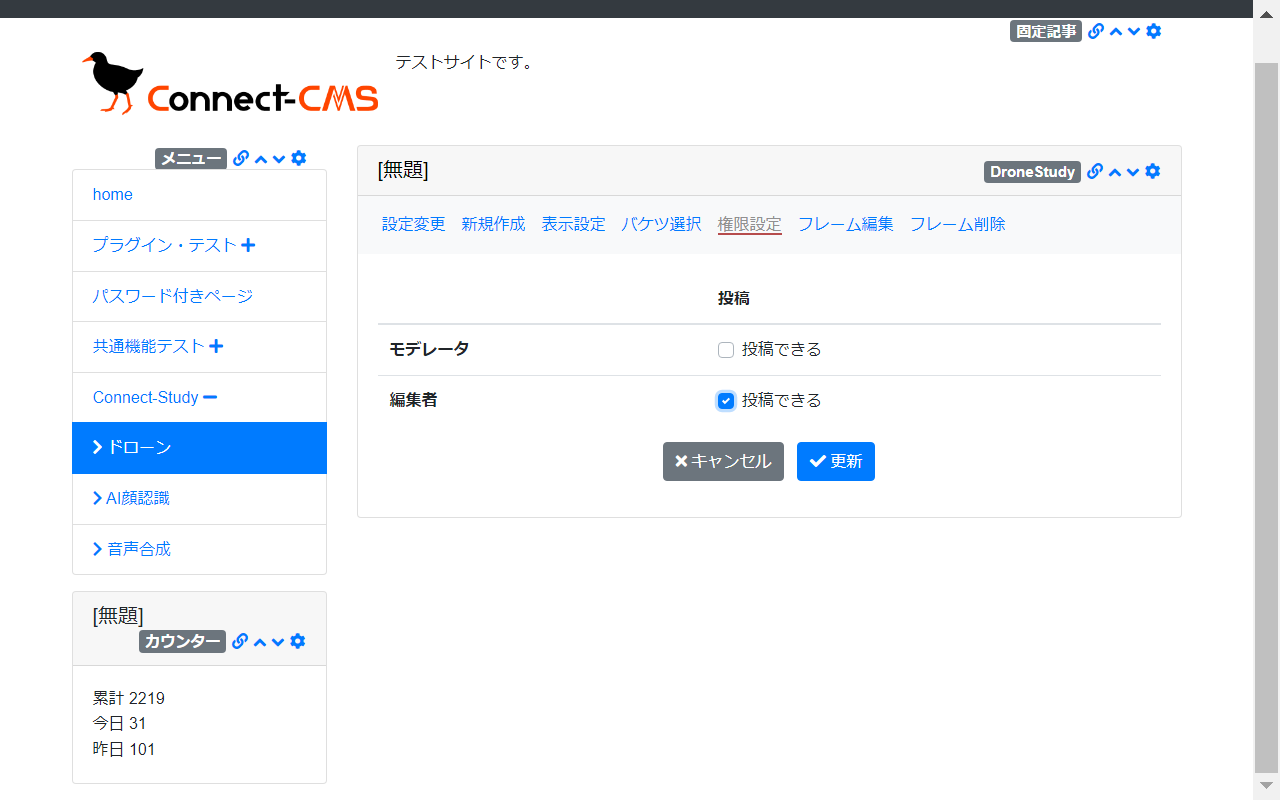 固定記事
Connect-CMS
テストサイトです。
メニュー
home
プラグイン・テスト
パスワード付きページ
共通機能テスト
Connect-Study
ドローン
AI顔認識
音声合成
[無題]
カウンター
累計 2219
今日 31
昨日 101
[無題]
DroneStudy
設定変更 新規作成 表示設定 バケツ選択 権限設定 フレーム編集 フレーム削除
投稿
モデレータ 投稿できる
編集者 投稿できる
キャンセル 更新